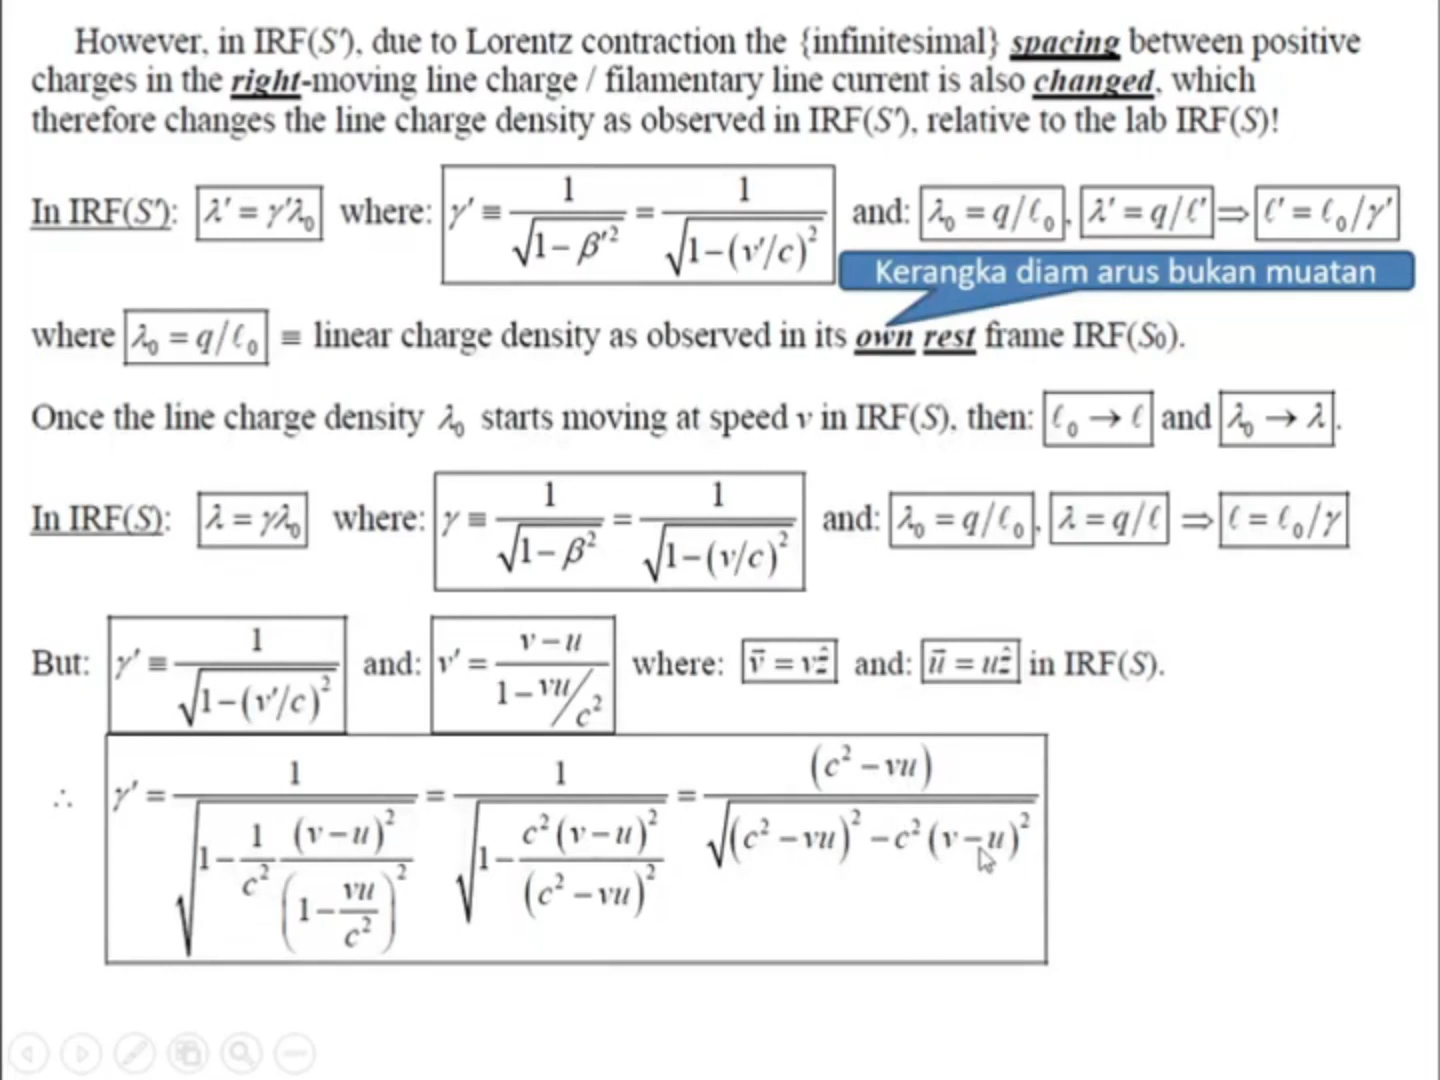 However, in IRF(S'), due to Lorentz contraction the {infinitesimal} spacing between positive
charges in the right-moving line charge / filamentary line current is also changed, which
therefore changes the line charge density as observed in IRF(S'), relative to the lab IRF(S)!
In IRF(S'): λ' = γ'λ₀ where: γ' ≡ 1/√(1−β'²) = 1/√(1−(v'/c)²) and: λ₀ = q/ℓ₀, λ' = q/ℓ' ⇒ ℓ' = ℓ₀/γ'
Kerangka diam arus bukan muatan
where λ₀ = q/ℓ₀ ≡ linear charge density as observed in its own rest frame IRF(S₀).
Once the line charge density λ₀ starts moving at speed v in IRF(S), then: ℓ₀ → ℓ and λ₀ → λ.
In IRF(S): λ = γλ₀ where: γ ≡ 1/√(1−β²) = 1/√(1−(v/c)²) and: λ₀ = q/ℓ₀, λ = q/ℓ ⇒ ℓ = ℓ₀/γ
But: γ' ≡ 1/√(1−(v'/c)²) and: v' = (v−u)/(1−vu/c²) where: v⃗ = vẑ and: u⃗ = uẑ in IRF(S).
∴ γ' = 1/√(1−(1/c²)(v−u)²/(1−vu/c²)²) = 1/√(1−c²(v−u)²/(c²−vu)²) = (c²−vu)/√((c²−vu)²−c²(v−u)²)